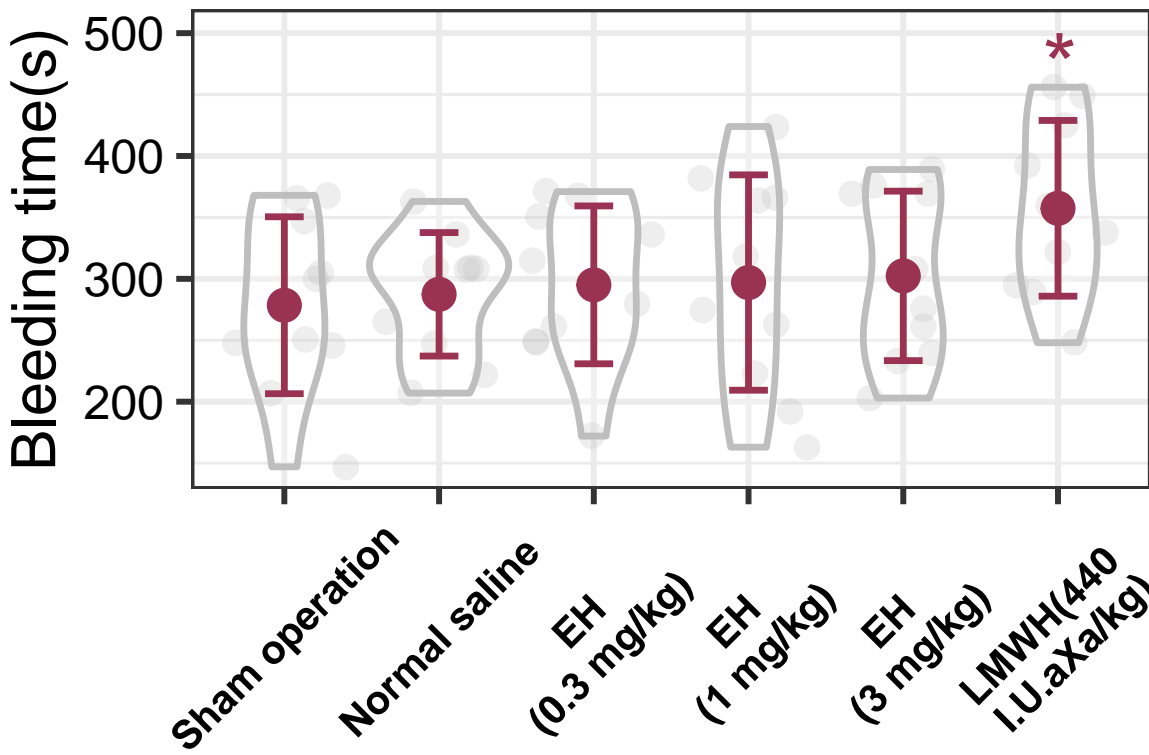 Bleeding time(s)
500
400
300
200
*
Sham operation
Normal saline
EH
(0.3 mg/kg)
EH
(1 mg/kg)
EH
(3 mg/kg)
LMWH(440
I.U.aXa/kg)